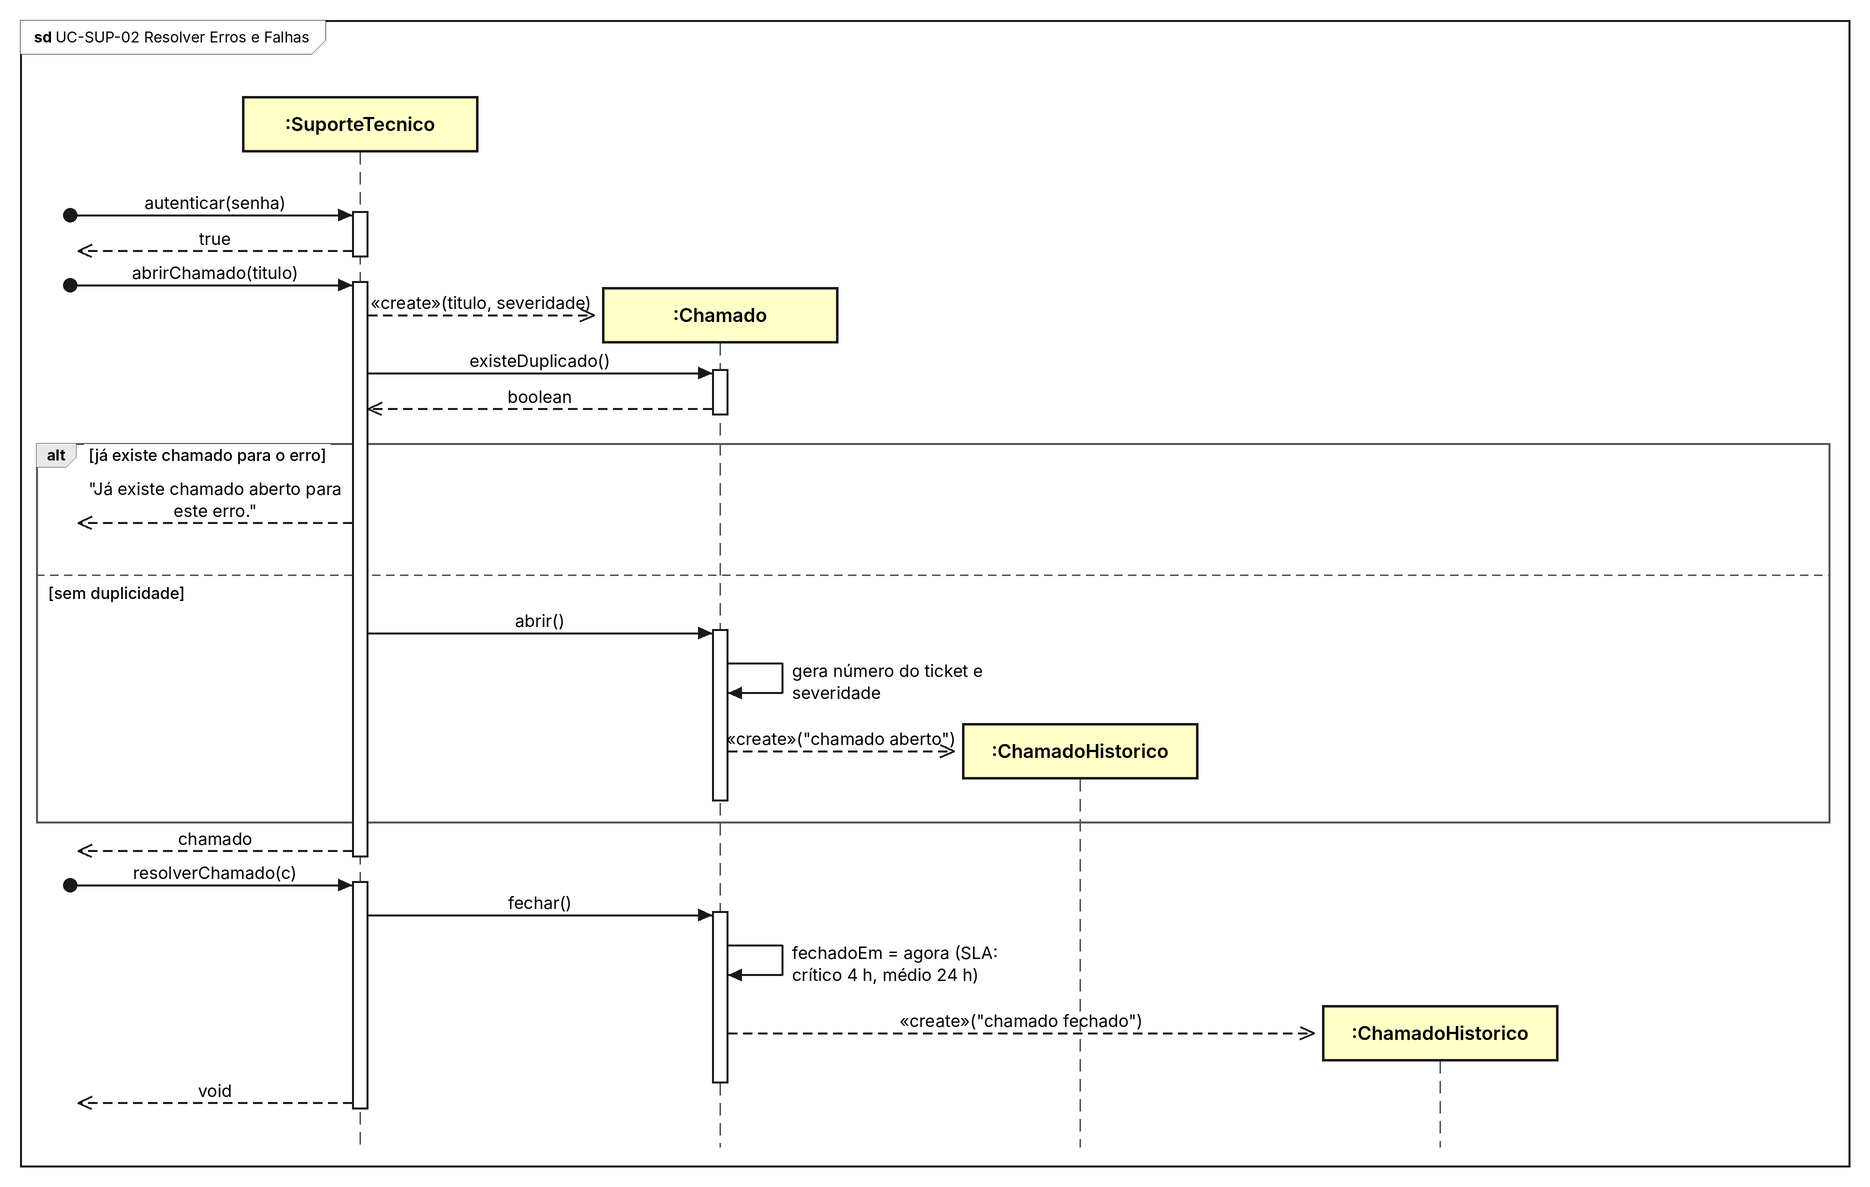 sd UC-SUP-02 Resolver Erros e Falhas
:SuporteTecnico
autenticar(senha)
true
abrirChamado(titulo)
«create»(titulo, severidade)
:Chamado
existeDuplicado()
boolean
alt [já existe chamado para o erro]
"Já existe chamado aberto para
este erro."
[sem duplicidade]
abrir()
gera número do ticket e
severidade
«create»("chamado aberto")
:ChamadoHistorico
chamado
resolverChamado(c)
fechar()
fechadoEm = agora (SLA:
crítico 4 h, médio 24 h)
«create»("chamado fechado")
:ChamadoHistorico
void